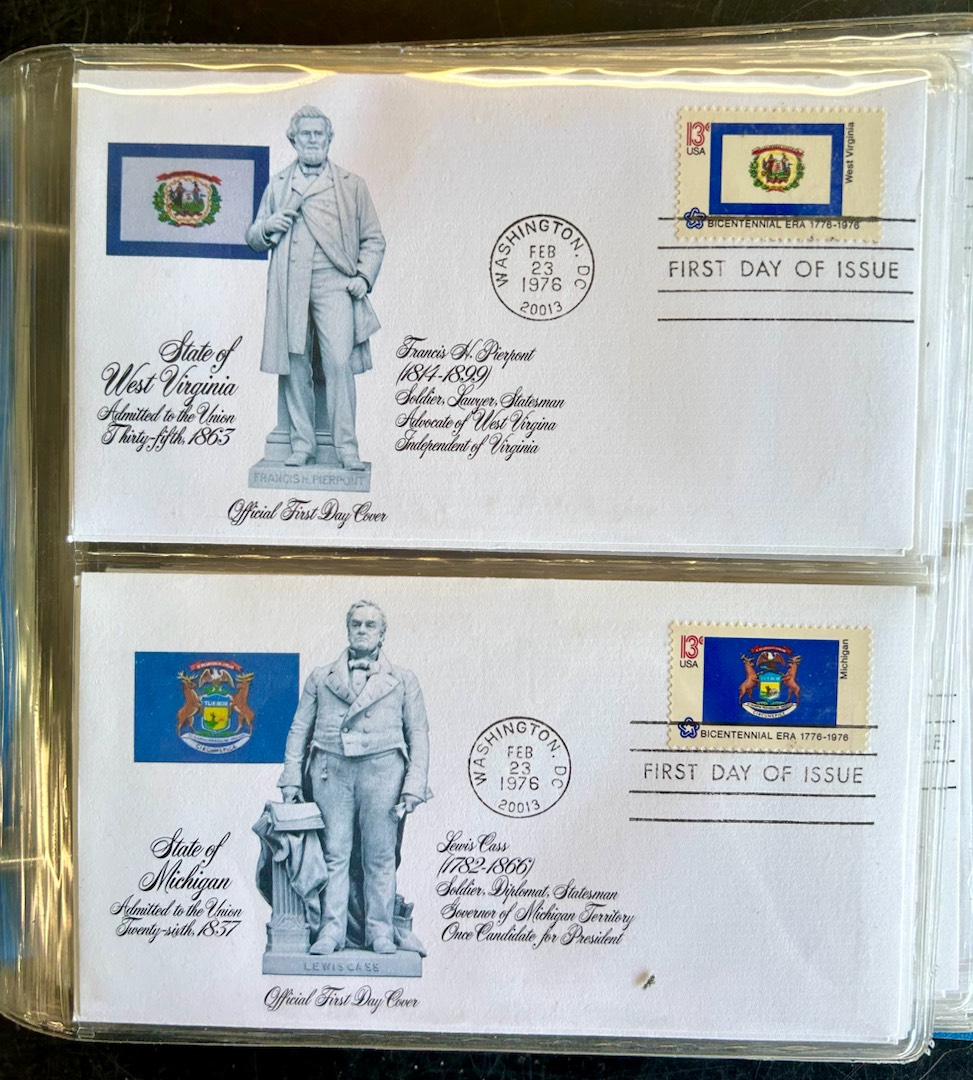 13c
USA
West Virginia
BICENTENNIAL ERA 1776-1976
WASHINGTON, DC
FEB
23
1976
20013
FIRST DAY OF ISSUE
State of
West Virginia
Admitted to the Union
Thirty-fifth, 1863
Francis H. Pierpont
(1814-1899)
Soldier, Lawyer, Statesman
Advocate of West Virgina
Independent of Virginia
FRANCIS H. PIERPONT
Official First Day Cover
13c
USA
Michigan
BICENTENNIAL ERA 1776-1976
TUEBOR
CIRCUMSPICE
WASHINGTON, DC
FEB
23
1976
20013
FIRST DAY OF ISSUE
State of
Michigan
Admitted to the Union
Twenty-sixth, 1837
Lewis Cass
(1782-1866)
Soldier, Diplomat, Statesman
Governor of Michigan Territory
Once Candidate for President
LEWIS CASS
Official First Day Cover